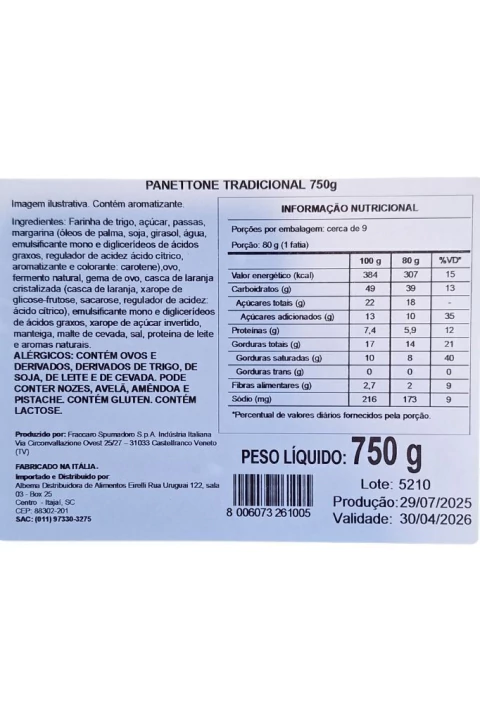 PANETTONE TRADICIONAL 750g
Imagem ilustrativa. Contém aromatizante.
Ingredientes: Farinha de trigo, açúcar, passas,
margarina (óleos de palma, soja, girasol, água,
emulsificante mono e diglicerídeos de ácidos
graxos, regulador de acidez ácido cítrico,
aromatizante e colorante: carotene),ovo,
fermento natural, gema de ovo, casca de laranja
cristalizada (casca de laranja, xarope de
glicose-frutose, sacarose, regulador de acidez:
ácido cítrico), emulsificante mono e diglicerídeos
de ácidos graxos, xarope de açúcar invertido,
manteiga, malte de cevada, sal, proteína de leite
e aromas naturais.
ALÉRGICOS: CONTÉM OVOS E
DERIVADOS, DERIVADOS DE TRIGO, DE
SOJA, DE LEITE E DE CEVADA. PODE
CONTER NOZES, AVELÃ, AMÊNDOA E
PISTACHE. CONTÉM GLUTEN. CONTÉM
LACTOSE.
Produzido por: Fraccaro Spumadoro S.p.A. Indústria Italiana
Via Circonvallazione Ovest 25/27 – 31033 Castelfranco Veneto
(TV)
FABRICADO NA ITÁLIA.
Importado e Distribuido por
Albema Distribuidora de Alimentos Eirelli Rua Uruguai 122, sala
03 - Box 25
Centro - Itajaí, SC
CEP: 88302-201
SAC: (011) 97330-3275
INFORMAÇÃO NUTRICIONAL
Porções por embalagem: cerca de 9
Porção: 80 g (1 fatia)
100 g 80 g %VD*
Valor energético (kcal) 384 307 15
Carboidratos (g) 49 39 13
Açúcares totais (g) 22 18 -
Açúcares adicionados (g) 13 10 35
Proteínas (g) 7,4 5,9 12
Gorduras totais (g) 17 14 21
Gorduras saturadas (g) 10 8 40
Gorduras trans (g) 0 0 0
Fibras alimentares (g) 2,7 2 9
Sódio (mg) 216 173 9
*Percentual de valores diários fornecidos pela porção.
PESO LÍQUIDO: 750 g
8 006073 261005
Lote: 5210
Produção: 29/07/2025
Validade: 30/04/2026